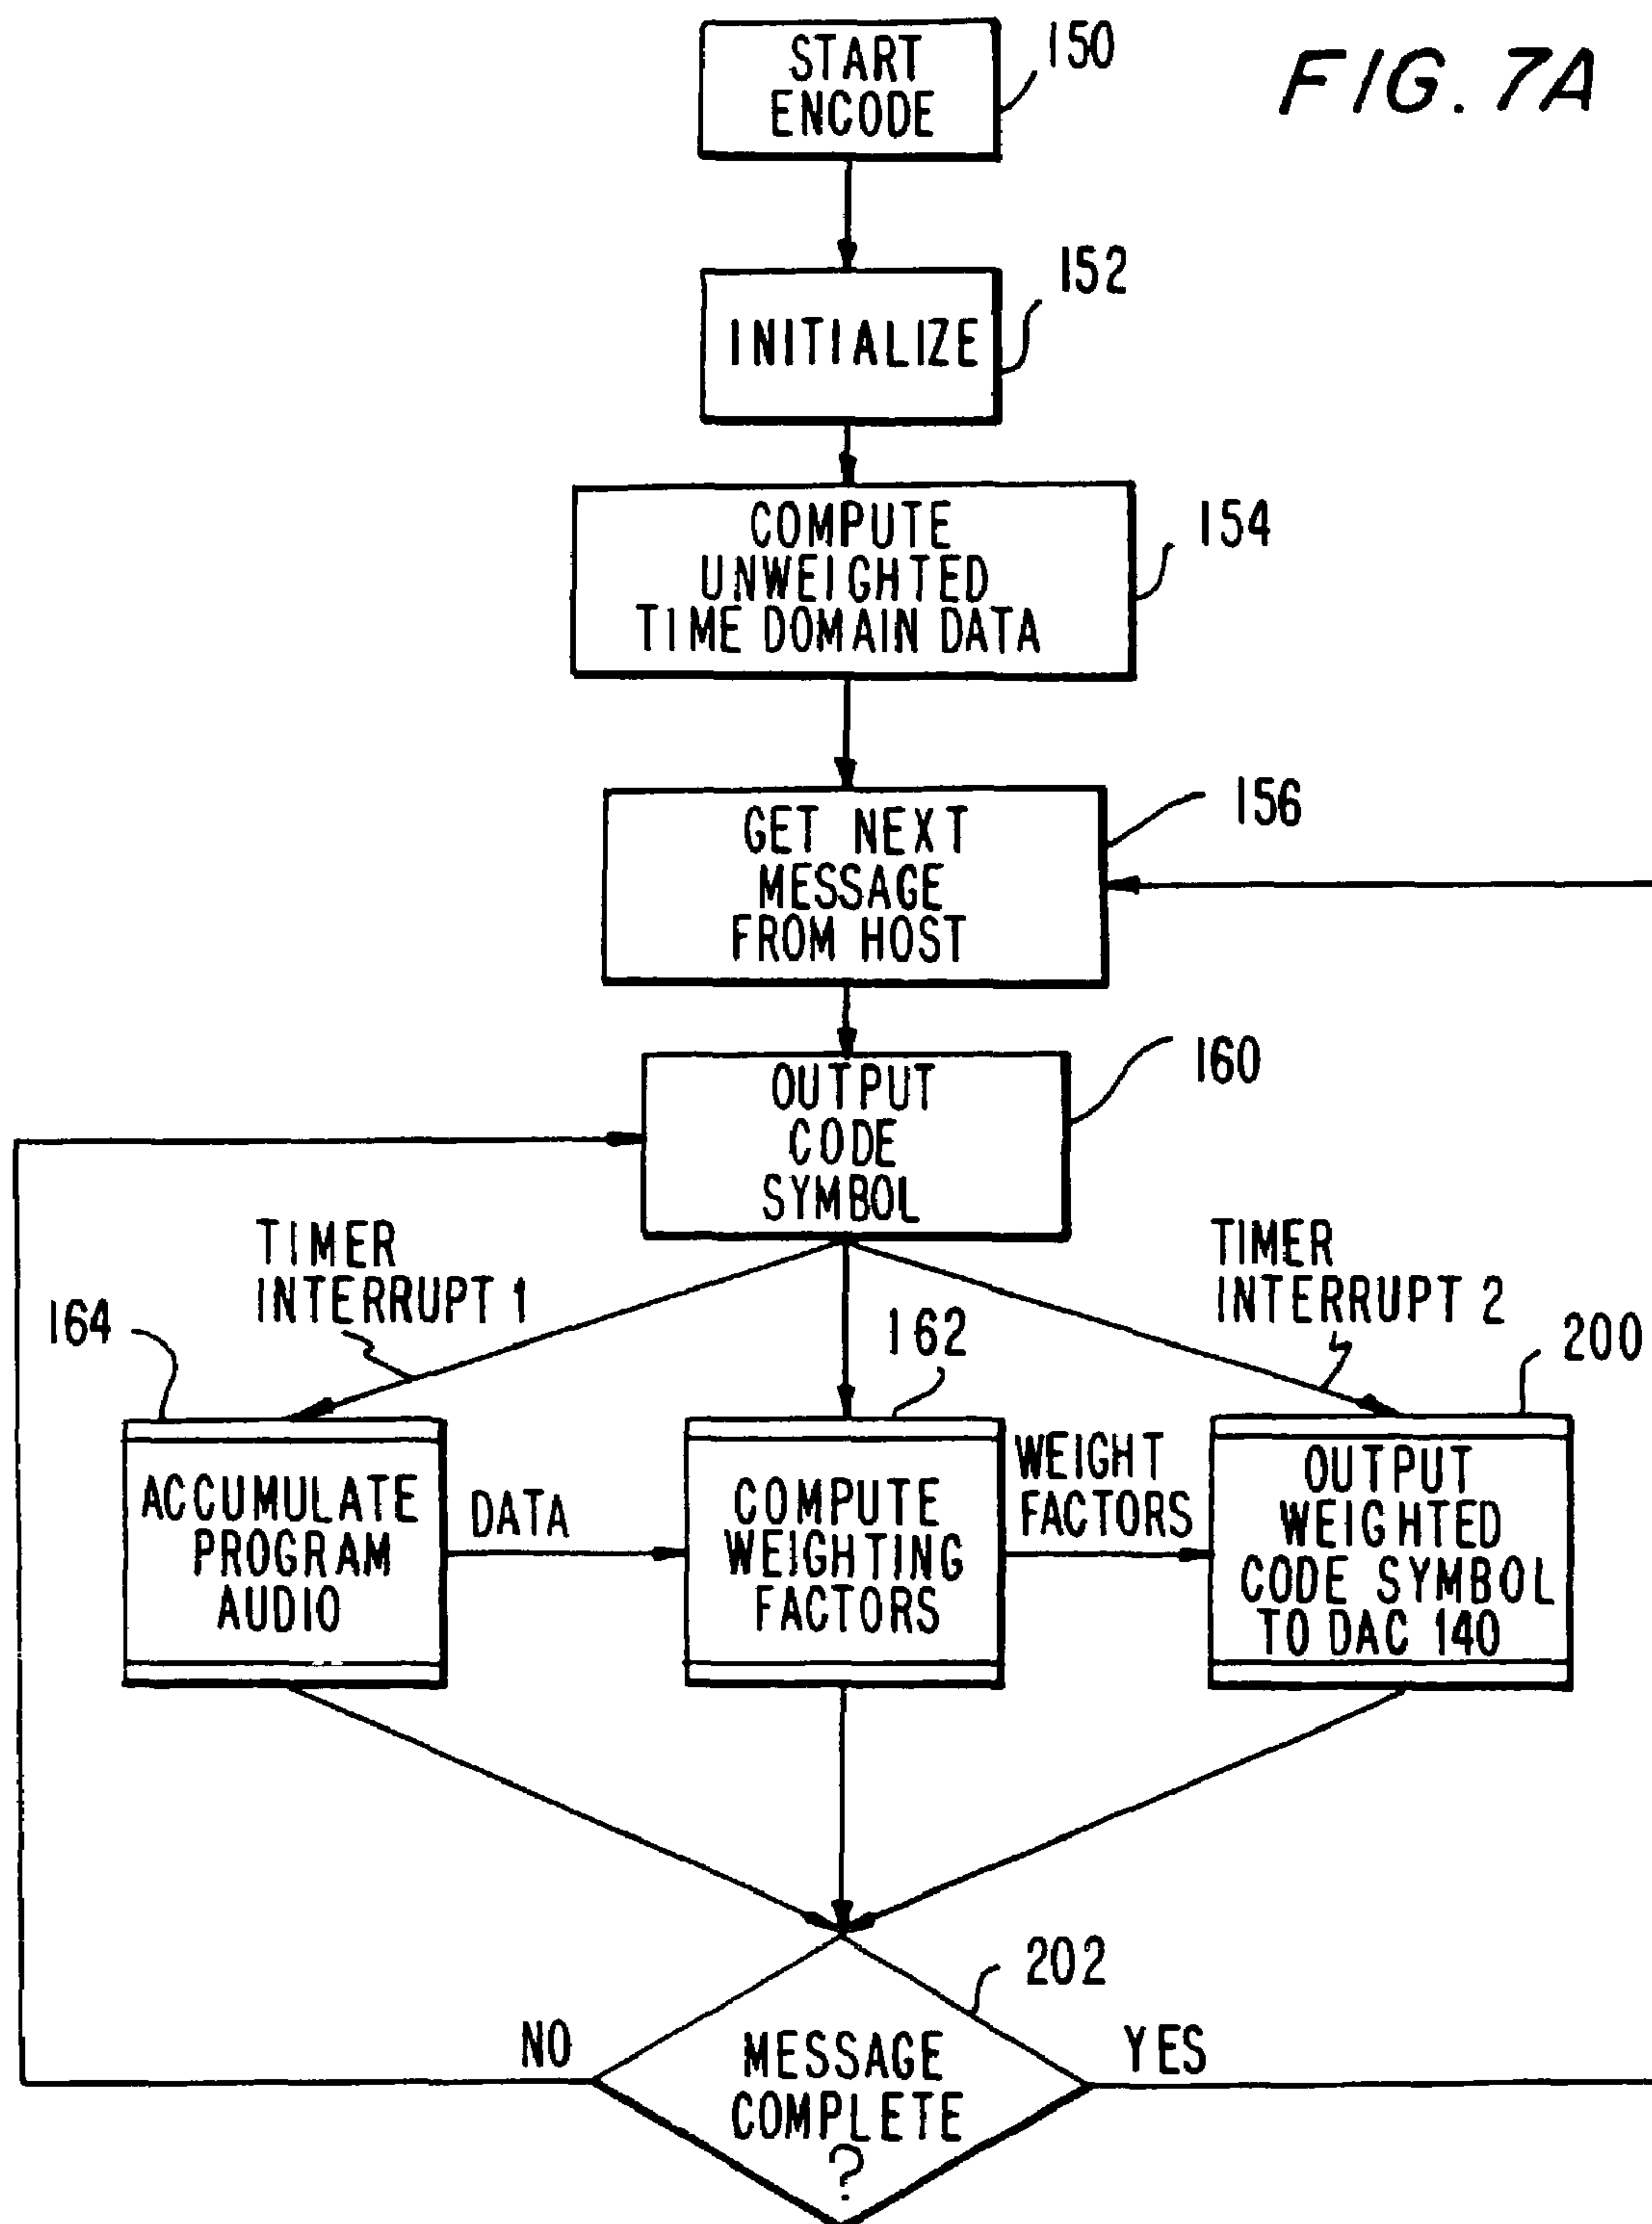 FIG. 7A
START
ENCODE
150
INITIALIZE
152
COMPUTE
UNWEIGHTED
TIME DOMAIN DATA
154
GET NEXT
MESSAGE
FROM HOST
156
OUTPUT
CODE
SYMBOL
160
TIMER
INTERRUPT 1
TIMER
INTERRUPT 2
164
162
200
ACCUMULATE
PROGRAM
AUDIO
DATA
COMPUTE
WEIGHTING
FACTORS
WEIGHT
FACTORS
OUTPUT
WEIGHTED
CODE SYMBOL
TO DAC 140
202
NO
MESSAGE
COMPLETE
?
YES